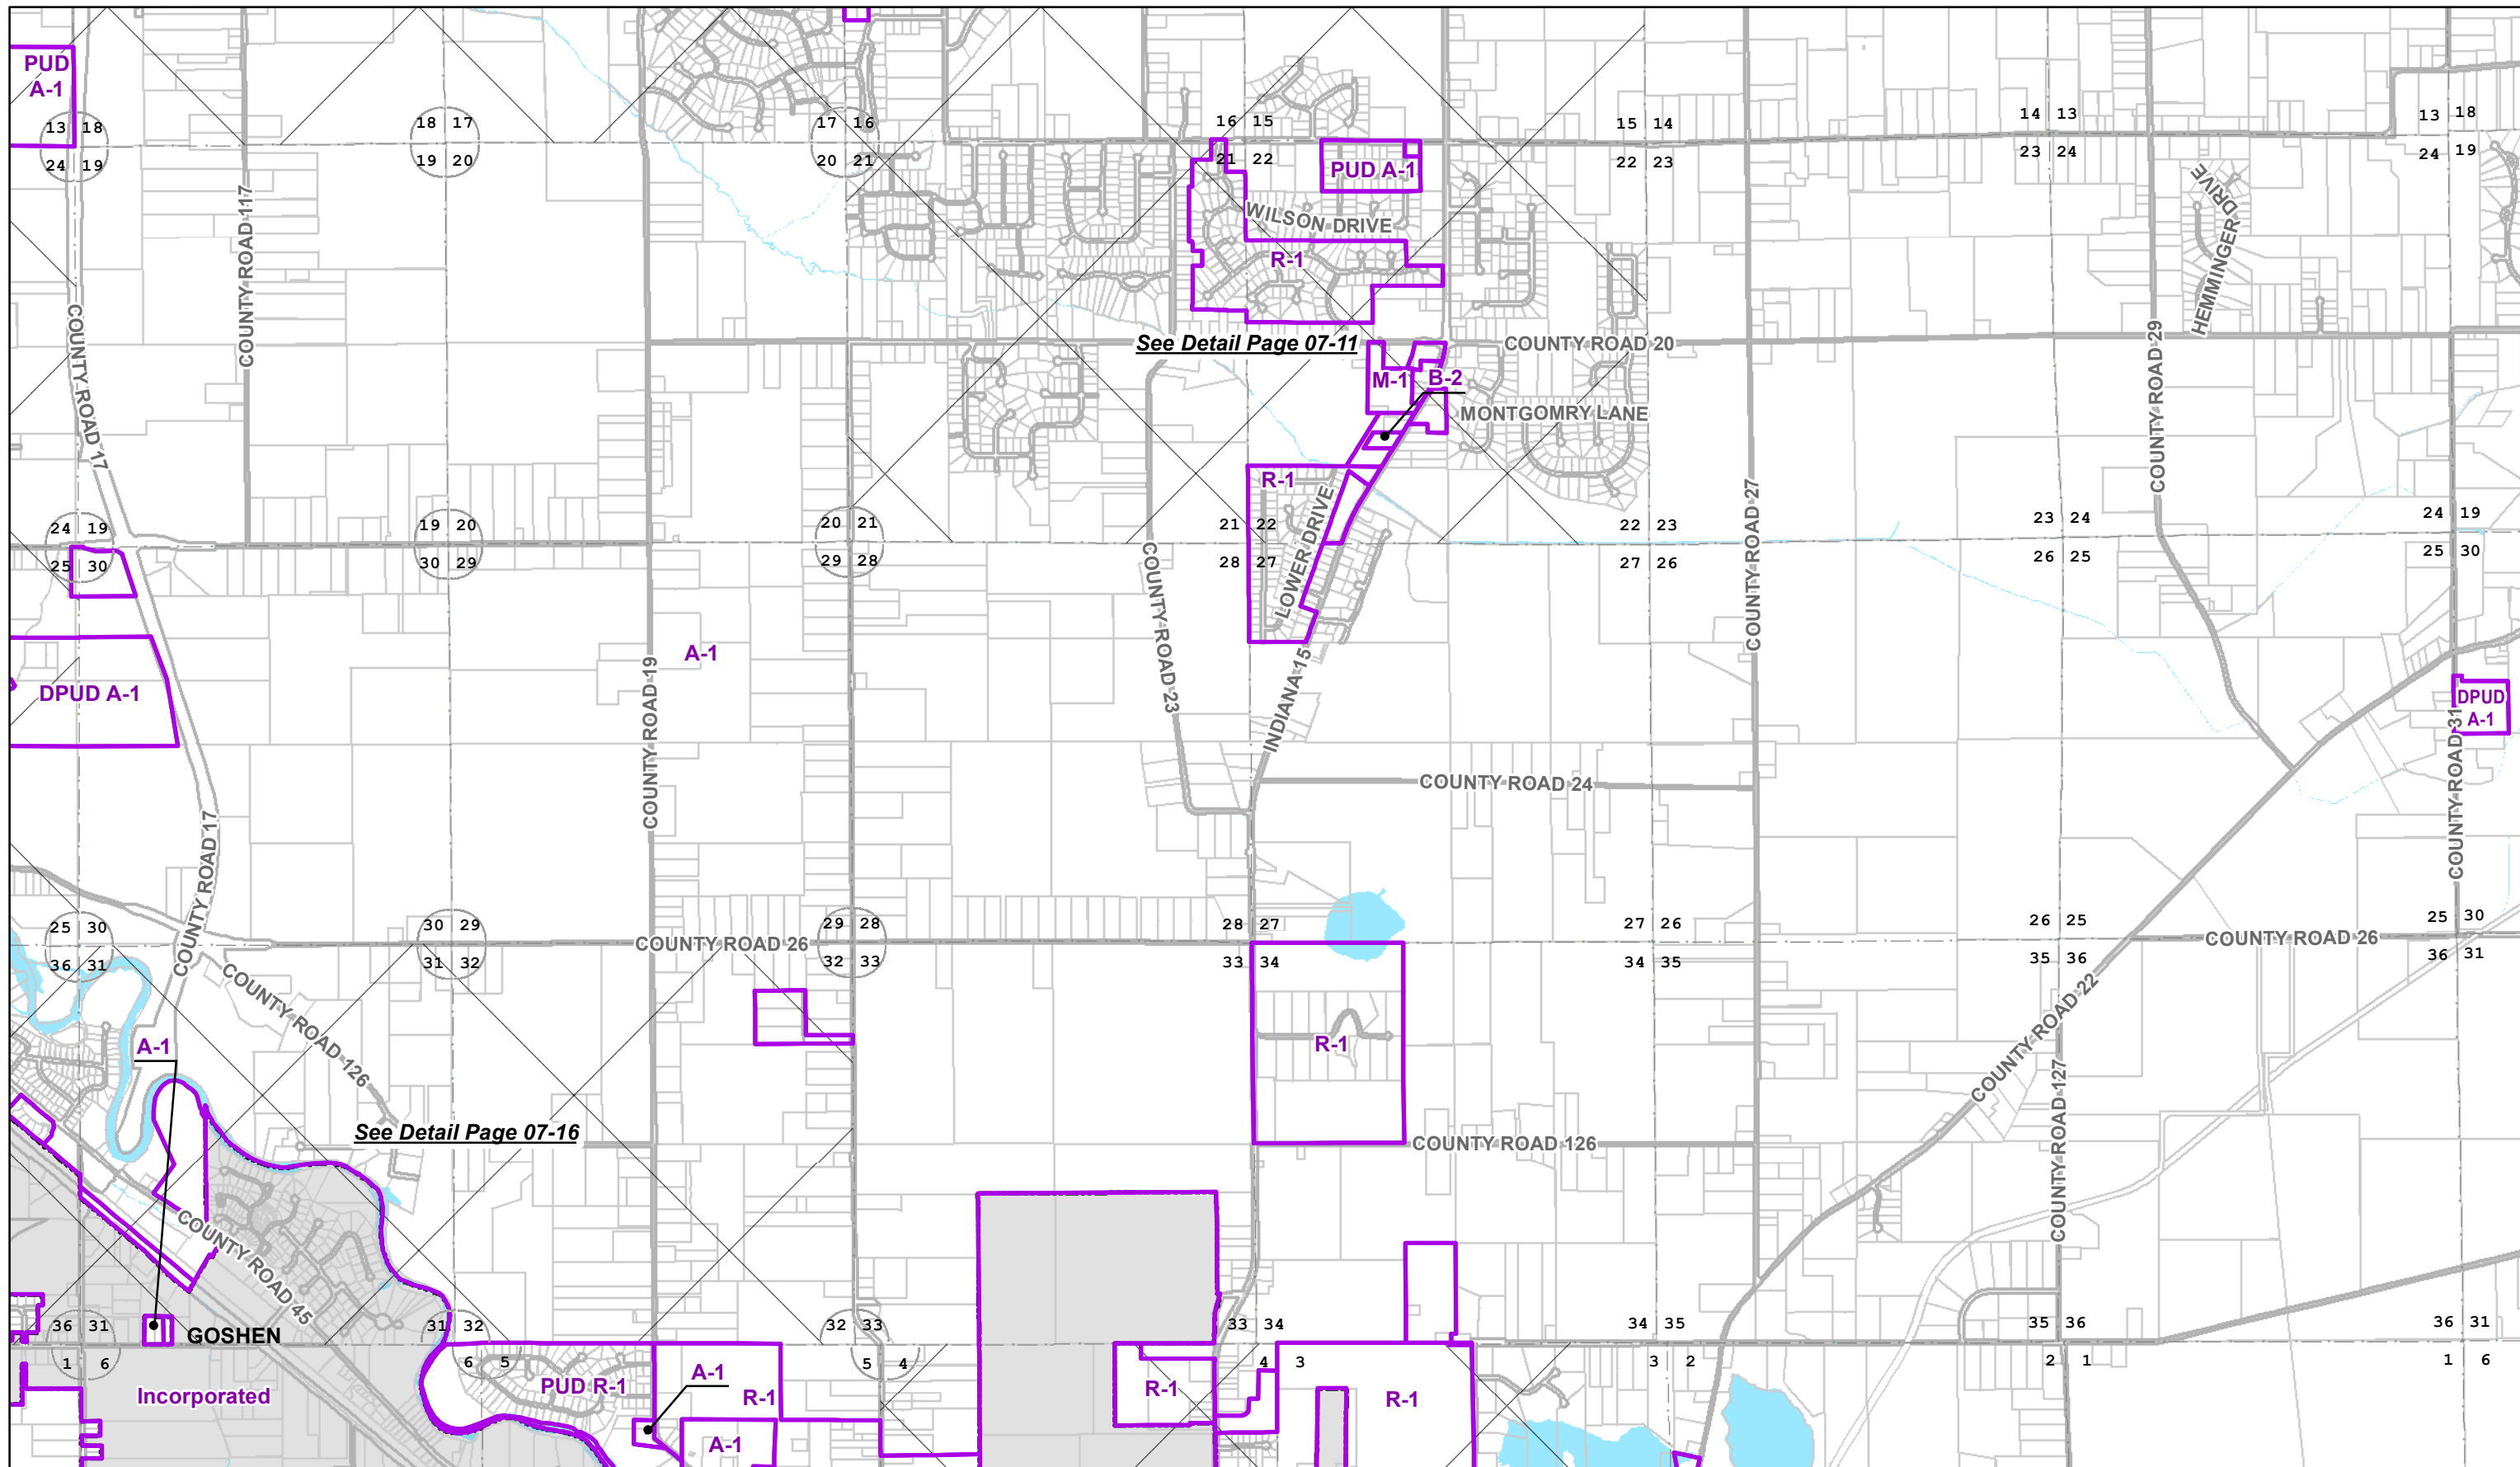 PUD
A-1
13 18
24 19
18 17
19 20
17 16
20 21
16 15
21 22
15 14
22 23
14 13
23 24
13 18
24 19
PUD A-1
WILSON DRIVE
R-1
HEMMINGER DRIVE
COUNTY ROAD 117
COUNTY ROAD 17
See Detail Page 07-11
COUNTY ROAD 20
COUNTY ROAD 29
M-1
B-2
MONTGOMRY LANE
R-1
LOWER DRIVE
COUNTY ROAD 27
24 19
25 30
19 20
30 29
20 21
29 28
21 22
28 27
22 23
27 26
23 24
26 25
24 19
25 30
COUNTY ROAD 23
COUNTY ROAD 19
A-1
DPUD A-1
INDIANA 15
DPUD
A-1
COUNTY ROAD 31
COUNTY ROAD 24
COUNTY ROAD 17
25 30
36 31
30 29
31 32
29 28
32 33
28 27
33 34
27 26
34 35
26 25
35 36
25 30
36 31
COUNTY ROAD 26
COUNTY ROAD 26
COUNTY ROAD 126
COUNTY ROAD 22
A-1
R-1
COUNTY ROAD 127
See Detail Page 07-16
COUNTY ROAD 126
COUNTY ROAD 45
36 31
1 6
GOSHEN
31 32
6 5
32 33
5 4
33 34
4 3
34 35
3 2
35 36
2 1
36 31
1 6
Incorporated
PUD R-1
A-1
R-1
R-1
R-1
A-1